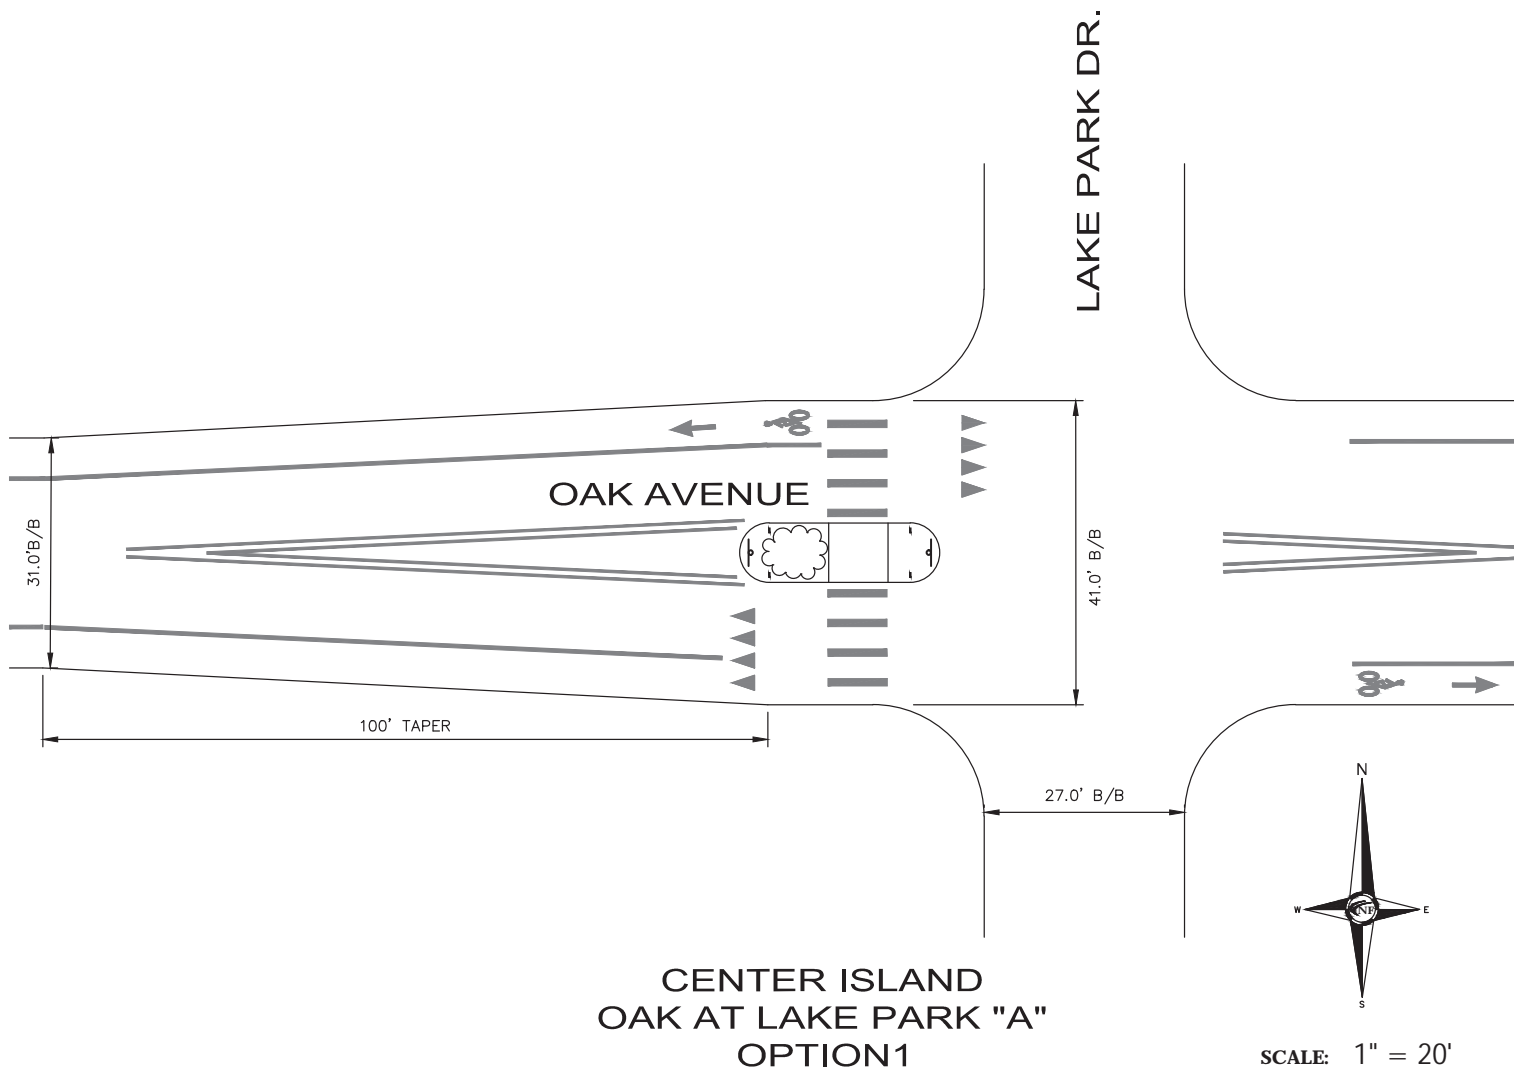 LAKE PARK DR.
OAK AVENUE
31.0'B/B
41.0' B/B
100' TAPER
27.0' B/B
N
W
E
NF
S
CENTER ISLAND
OAK AT LAKE PARK "A"
OPTION1
SCALE: 1" = 20'